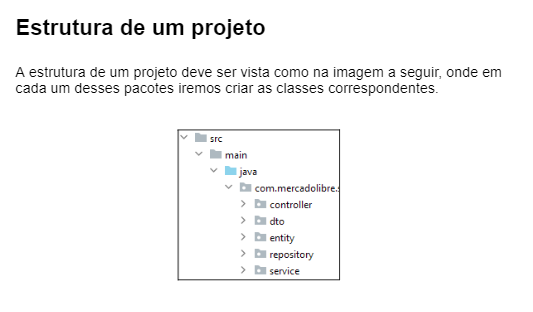 Estrutura de um projeto
A estrutura de um projeto deve ser vista como na imagem a seguir, onde em
cada um desses pacotes iremos criar as classes correspondentes.
src
main
java
com.mercadolibre.s
controller
dto
entity
repository
service